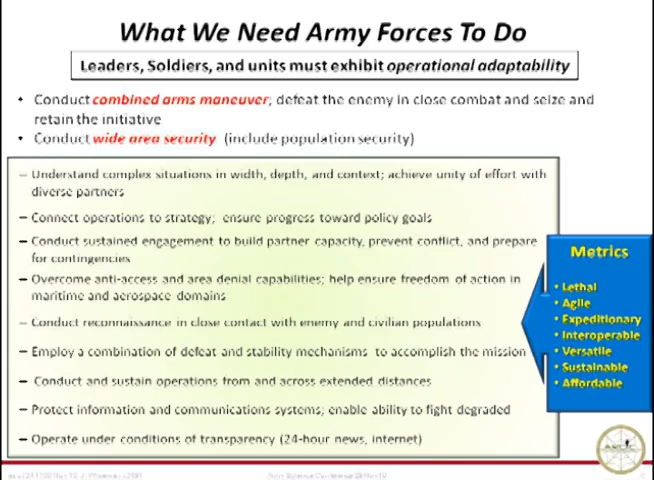 What We Need Army Forces To Do
Leaders, Soldiers, and units must exhibit operational adaptability
• Conduct combined arms maneuver; defeat the enemy in close combat and seize and
retain the initiative
• Conduct wide area security (include population security)
– Understand complex situations in width, depth, and context; achieve unity of effort with
diverse partners
– Connect operations to strategy; ensure progress toward policy goals
– Conduct sustained engagement to build partner capacity, prevent conflict, and prepare
for contingencies
– Overcome anti-access and area denial capabilities; help ensure freedom of action in
maritime and aerospace domains
– Conduct reconnaissance in close contact with enemy and civilian populations
– Employ a combination of defeat and stability mechanisms to accomplish the mission
– Conduct and sustain operations from and across extended distances
– Protect information and communications systems; enable ability to fight degraded
– Operate under conditions of transparency (24-hour news, internet)
Metrics
• Lethal
• Agile
• Expeditionary
• Interoperable
• Versatile
• Sustainable
• Affordable
Army Science Conference